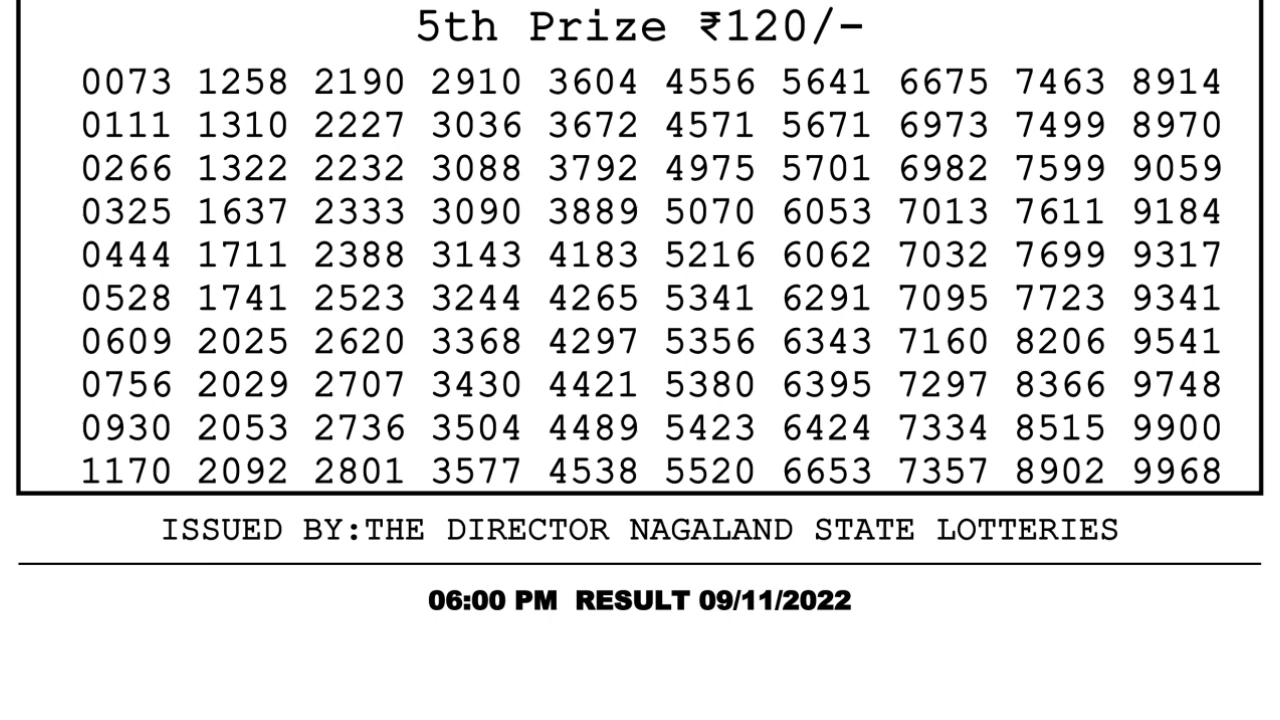 5th Prize ₹120/-
0073 1258 2190 2910 3604 4556 5641 6675 7463 8914
0111 1310 2227 3036 3672 4571 5671 6973 7499 8970
0266 1322 2232 3088 3792 4975 5701 6982 7599 9059
0325 1637 2333 3090 3889 5070 6053 7013 7611 9184
0444 1711 2388 3143 4183 5216 6062 7032 7699 9317
0528 1741 2523 3244 4265 5341 6291 7095 7723 9341
0609 2025 2620 3368 4297 5356 6343 7160 8206 9541
0756 2029 2707 3430 4421 5380 6395 7297 8366 9748
0930 2053 2736 3504 4489 5423 6424 7334 8515 9900
1170 2092 2801 3577 4538 5520 6653 7357 8902 9968
ISSUED BY:THE DIRECTOR NAGALAND STATE LOTTERIES
06:00 PM RESULT 09/11/2022